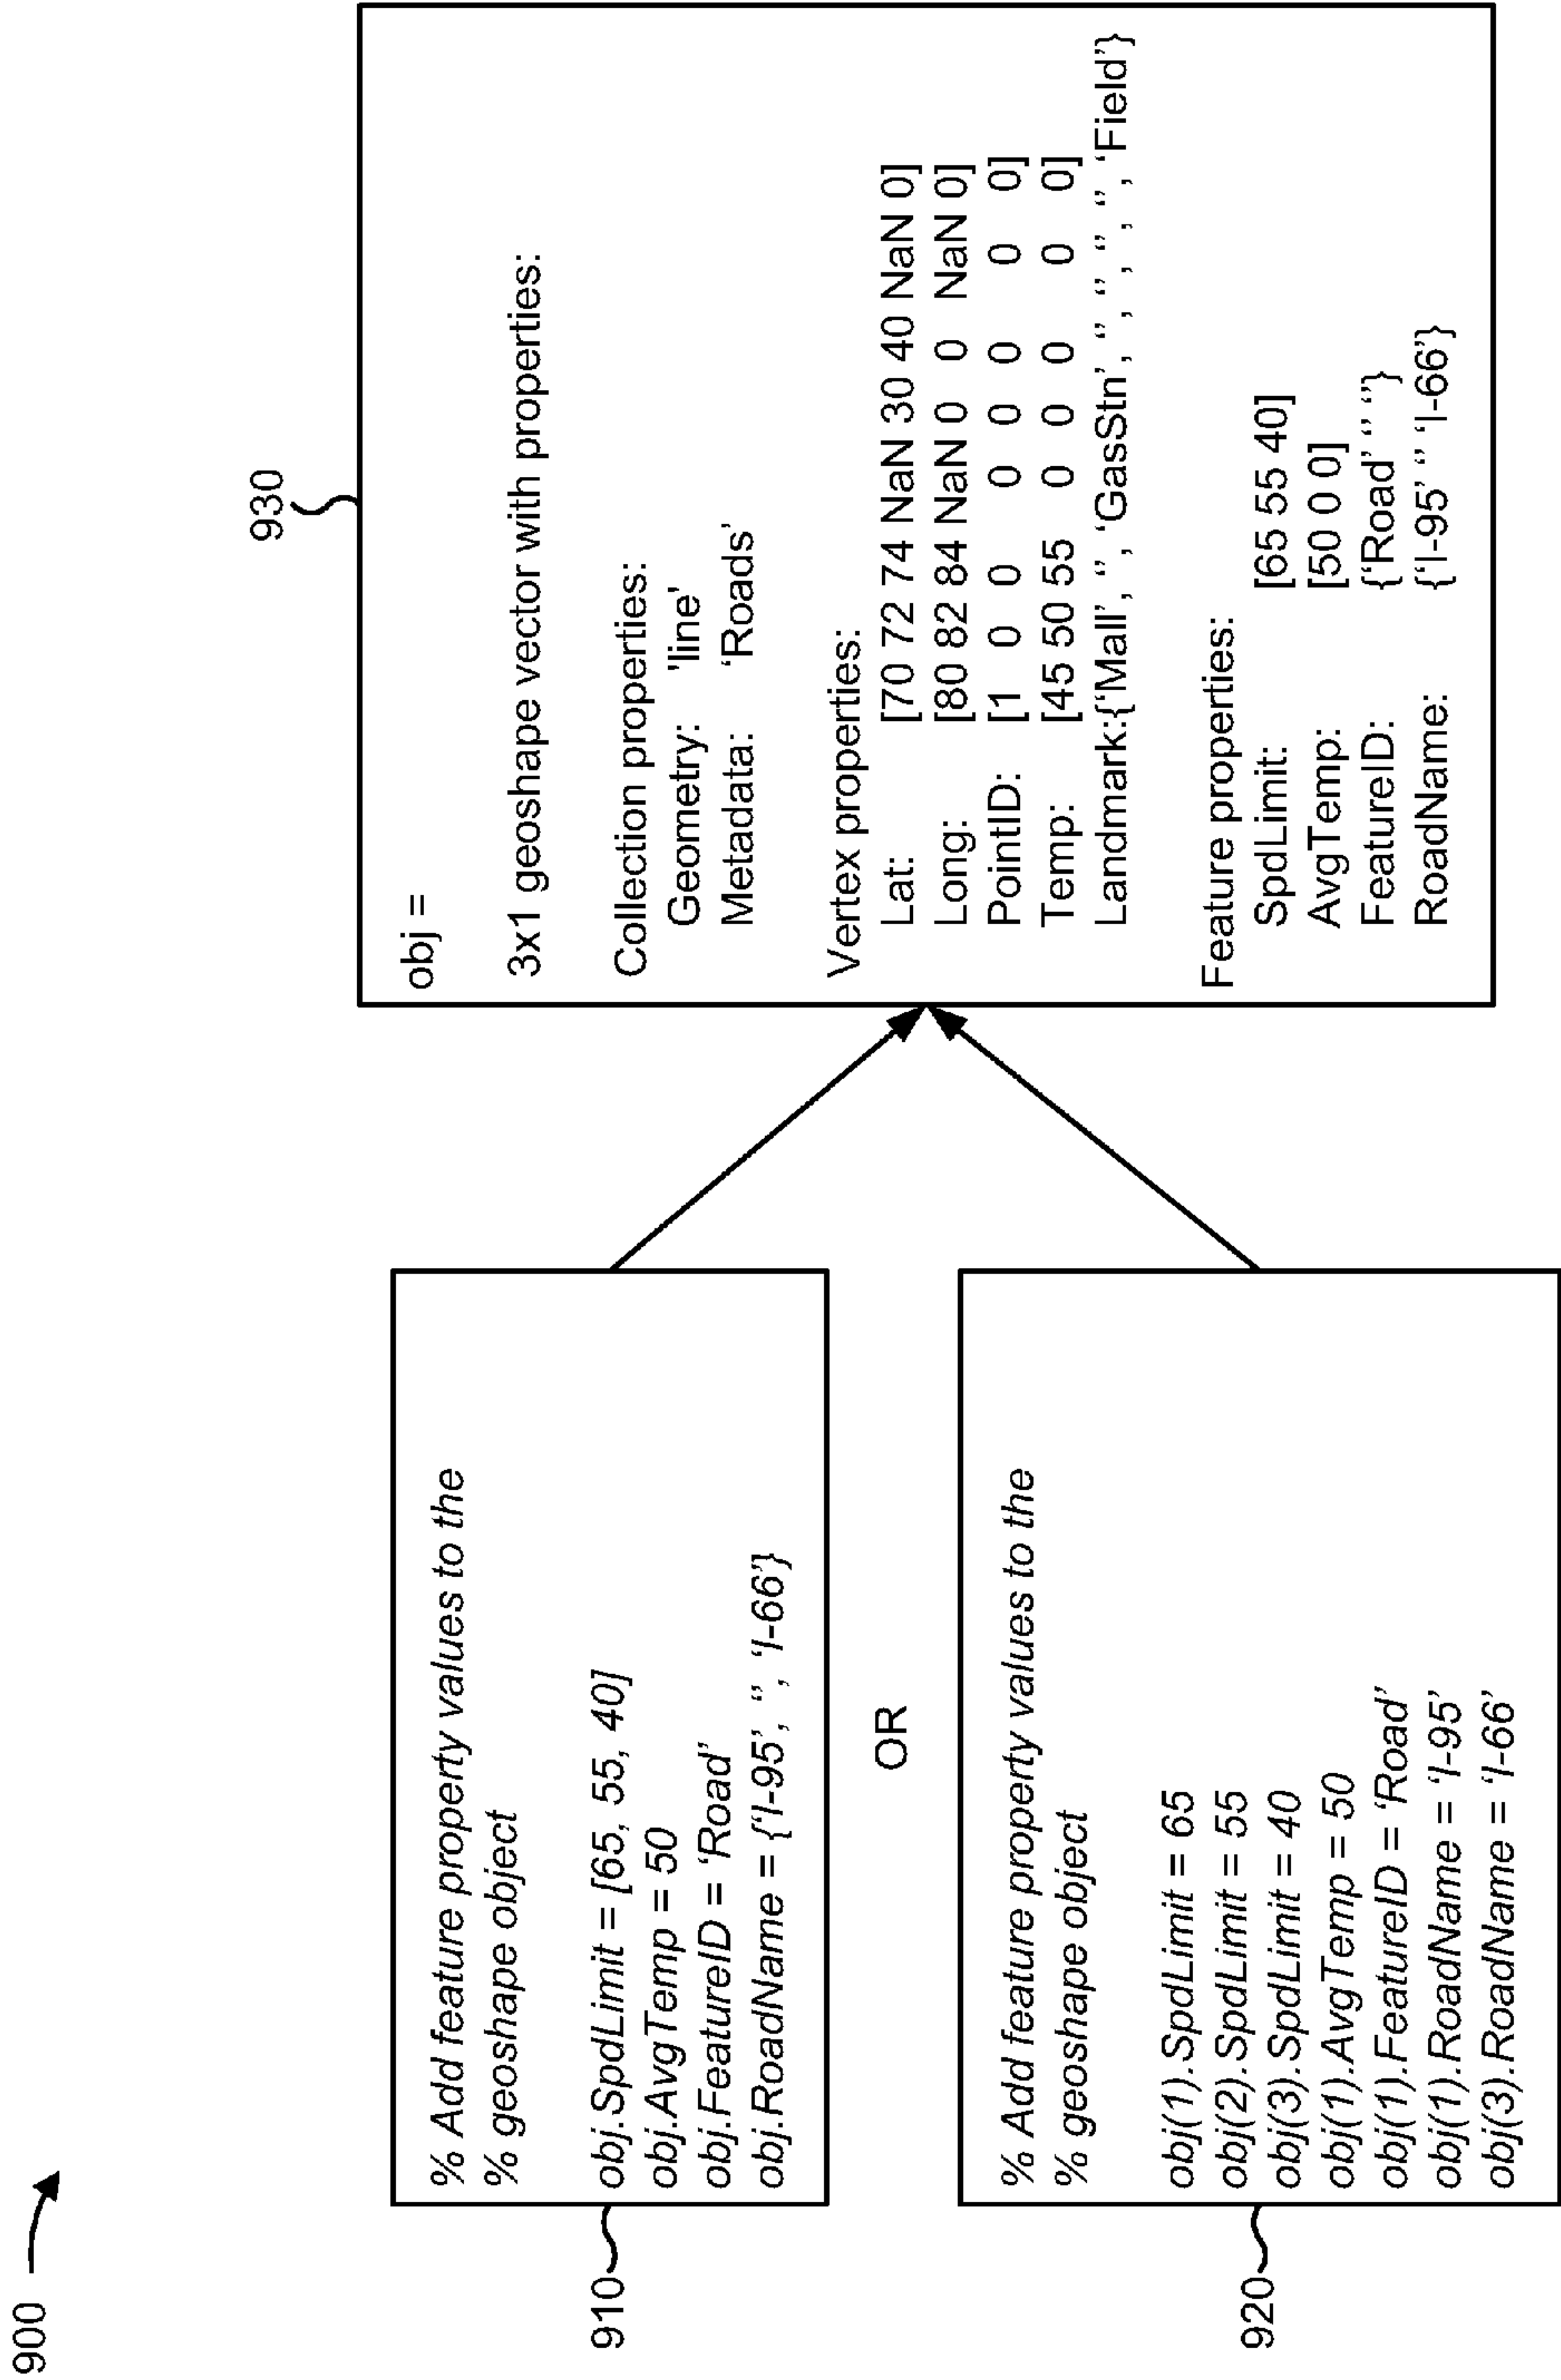 900
910
% Add feature property values to the
% geoshape object
obj.SpdLimit = [65, 55, 40]
obj.AvgTemp = 50
obj.FeatureID = ‘Road’
obj.RoadName = {‘I-95’, ‘’, ‘I-66’}
OR
920
% Add feature property values to the
% geoshape object
obj(1).SpdLimit = 65
obj(2).SpdLimit = 55
obj(3).SpdLimit = 40
obj(1).AvgTemp = 50
obj(1).FeatureID = ‘Road’
obj(1).RoadName = ‘I-95’
obj(3).RoadName = ‘I-66’
930
obj =
3x1 geoshape vector with properties:
Collection properties:
Geometry: 'line'
Metadata: ‘Roads’
Vertex properties:
Lat: [70 72 74 NaN 30 40 NaN 0]
Long: [80 82 84 NaN 0 0 NaN 0]
PointID: [1 0 0 0 0 0 0 0]
Temp: [45 50 55 0 0 0 0 0]
Landmark:{‘Mall’, ‘’, ‘GasStn’, ‘’, ‘’, ‘’, ‘’, ‘Field’}
Feature properties:
SpdLimit: [65 55 40]
AvgTemp: [50 0 0]
FeatureID: {‘Road’ ‘’ ‘’}
RoadName: {‘I-95’ ‘’ ‘I-66’}